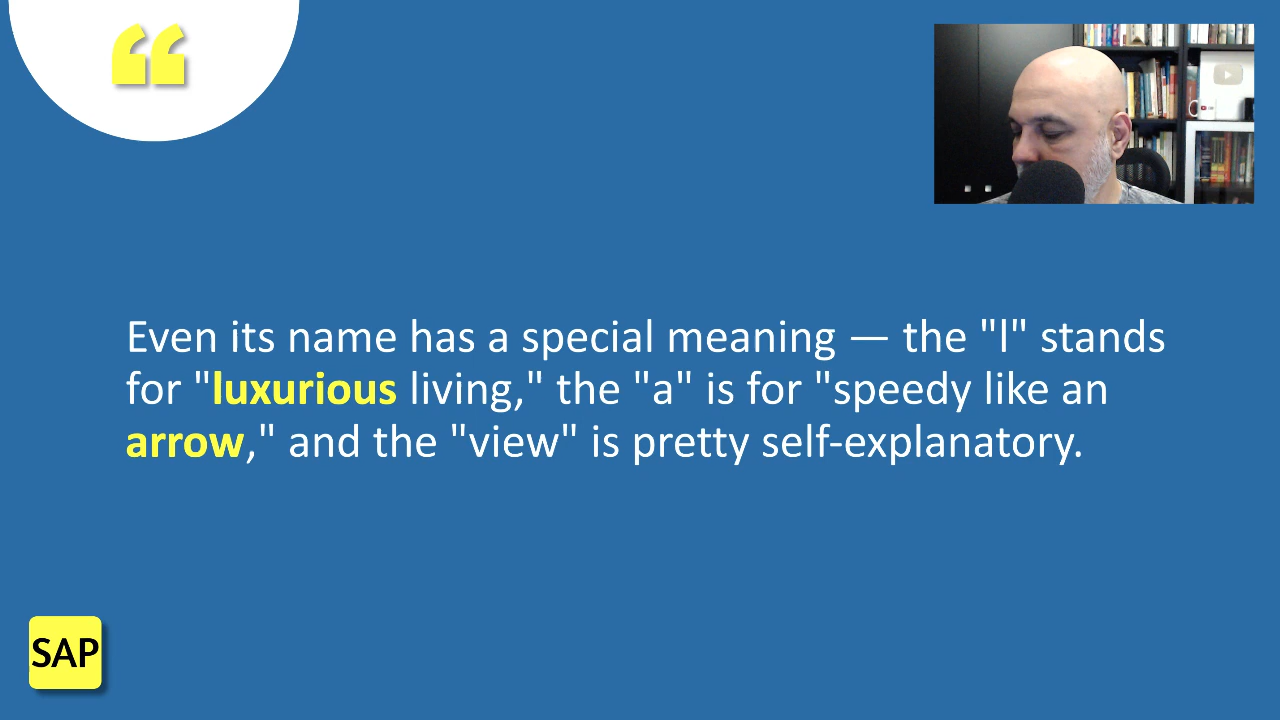 “
Even its name has a special meaning — the "l" stands
for "luxurious living," the "a" is for "speedy like an
arrow," and the "view" is pretty self-explanatory.
SAP